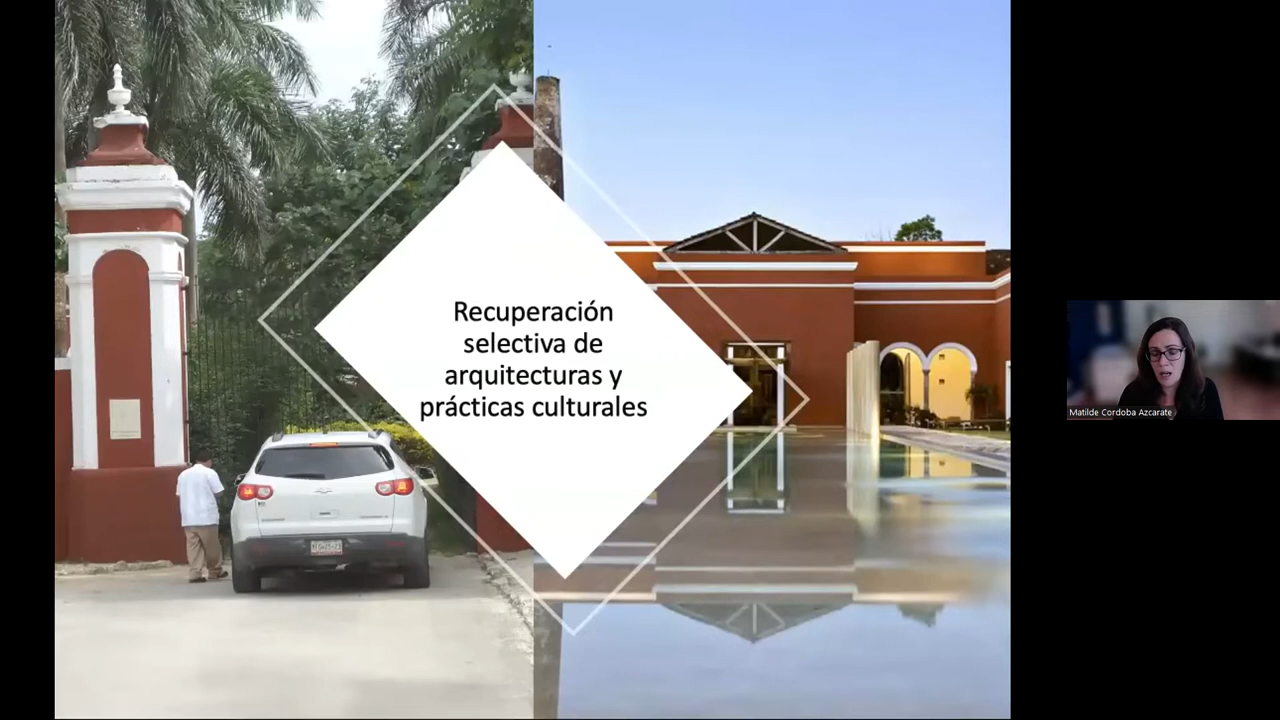 Recuperación
selectiva de
arquitecturas y
prácticas culturales
Matilde Cordoba Azcarate